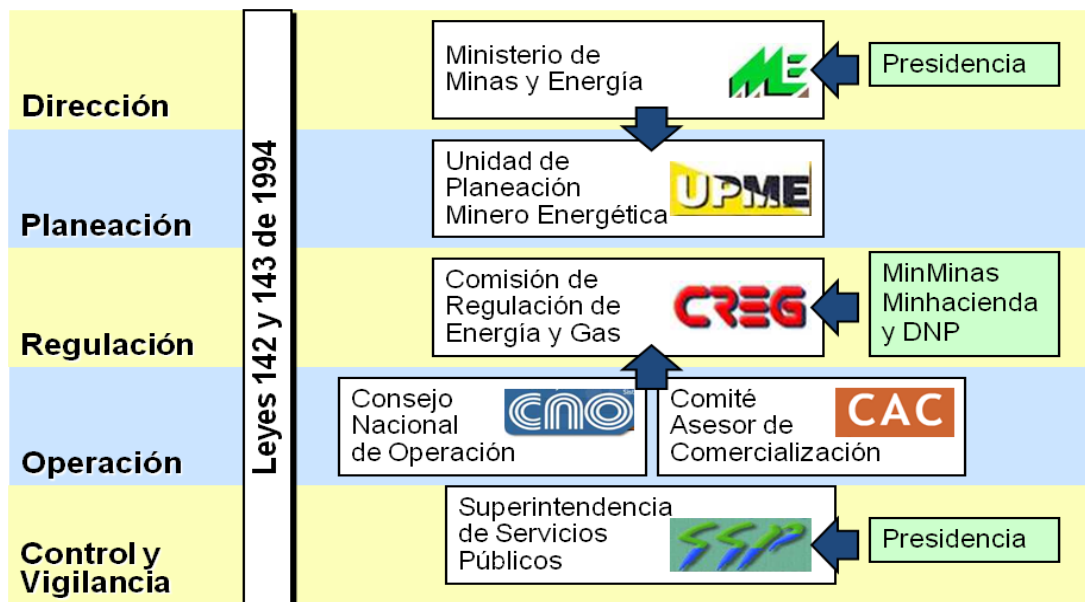 Dirección
Ministerio de
Minas y Energía
ME
Presidencia
Leyes 142 y 143 de 1994
Planeación
Unidad de
Planeación
Minero Energética
UPME
Regulación
Comisión de
Regulación de
Energía y Gas
CREG
MinMinas
Minhacienda
y DNP
Operación
Consejo
Nacional
de Operación
cno
Comité
Asesor de
Comercialización
CAC
Control y
Vigilancia
Superintendencia
de Servicios
Públicos
SSP
Presidencia